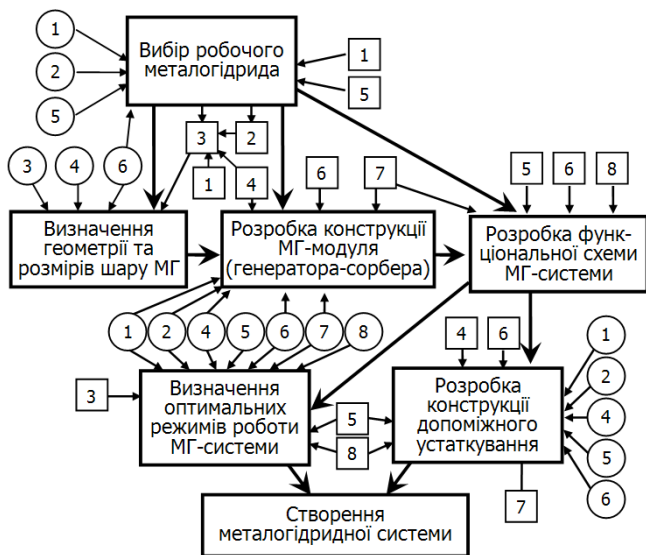 1
2
5
Вибір робочого
металогідрида
1
5
3
2
3
4
6
1
4
6
7
5
6
8
Визначення
геометрії та
розмірів шару МГ
Розробка конструкції
МГ-модуля
(генератора-сорбера)
Розробка функ-
ціональної схеми
МГ-системи
1
2
4
5
6
7
8
4
6
1
2
4
5
6
3
Визначення
оптимальних
режимів роботи
МГ-системи
5
8
Розробка
конструкції
допоміжного
устаткування
7
Створення
металогідридної системи